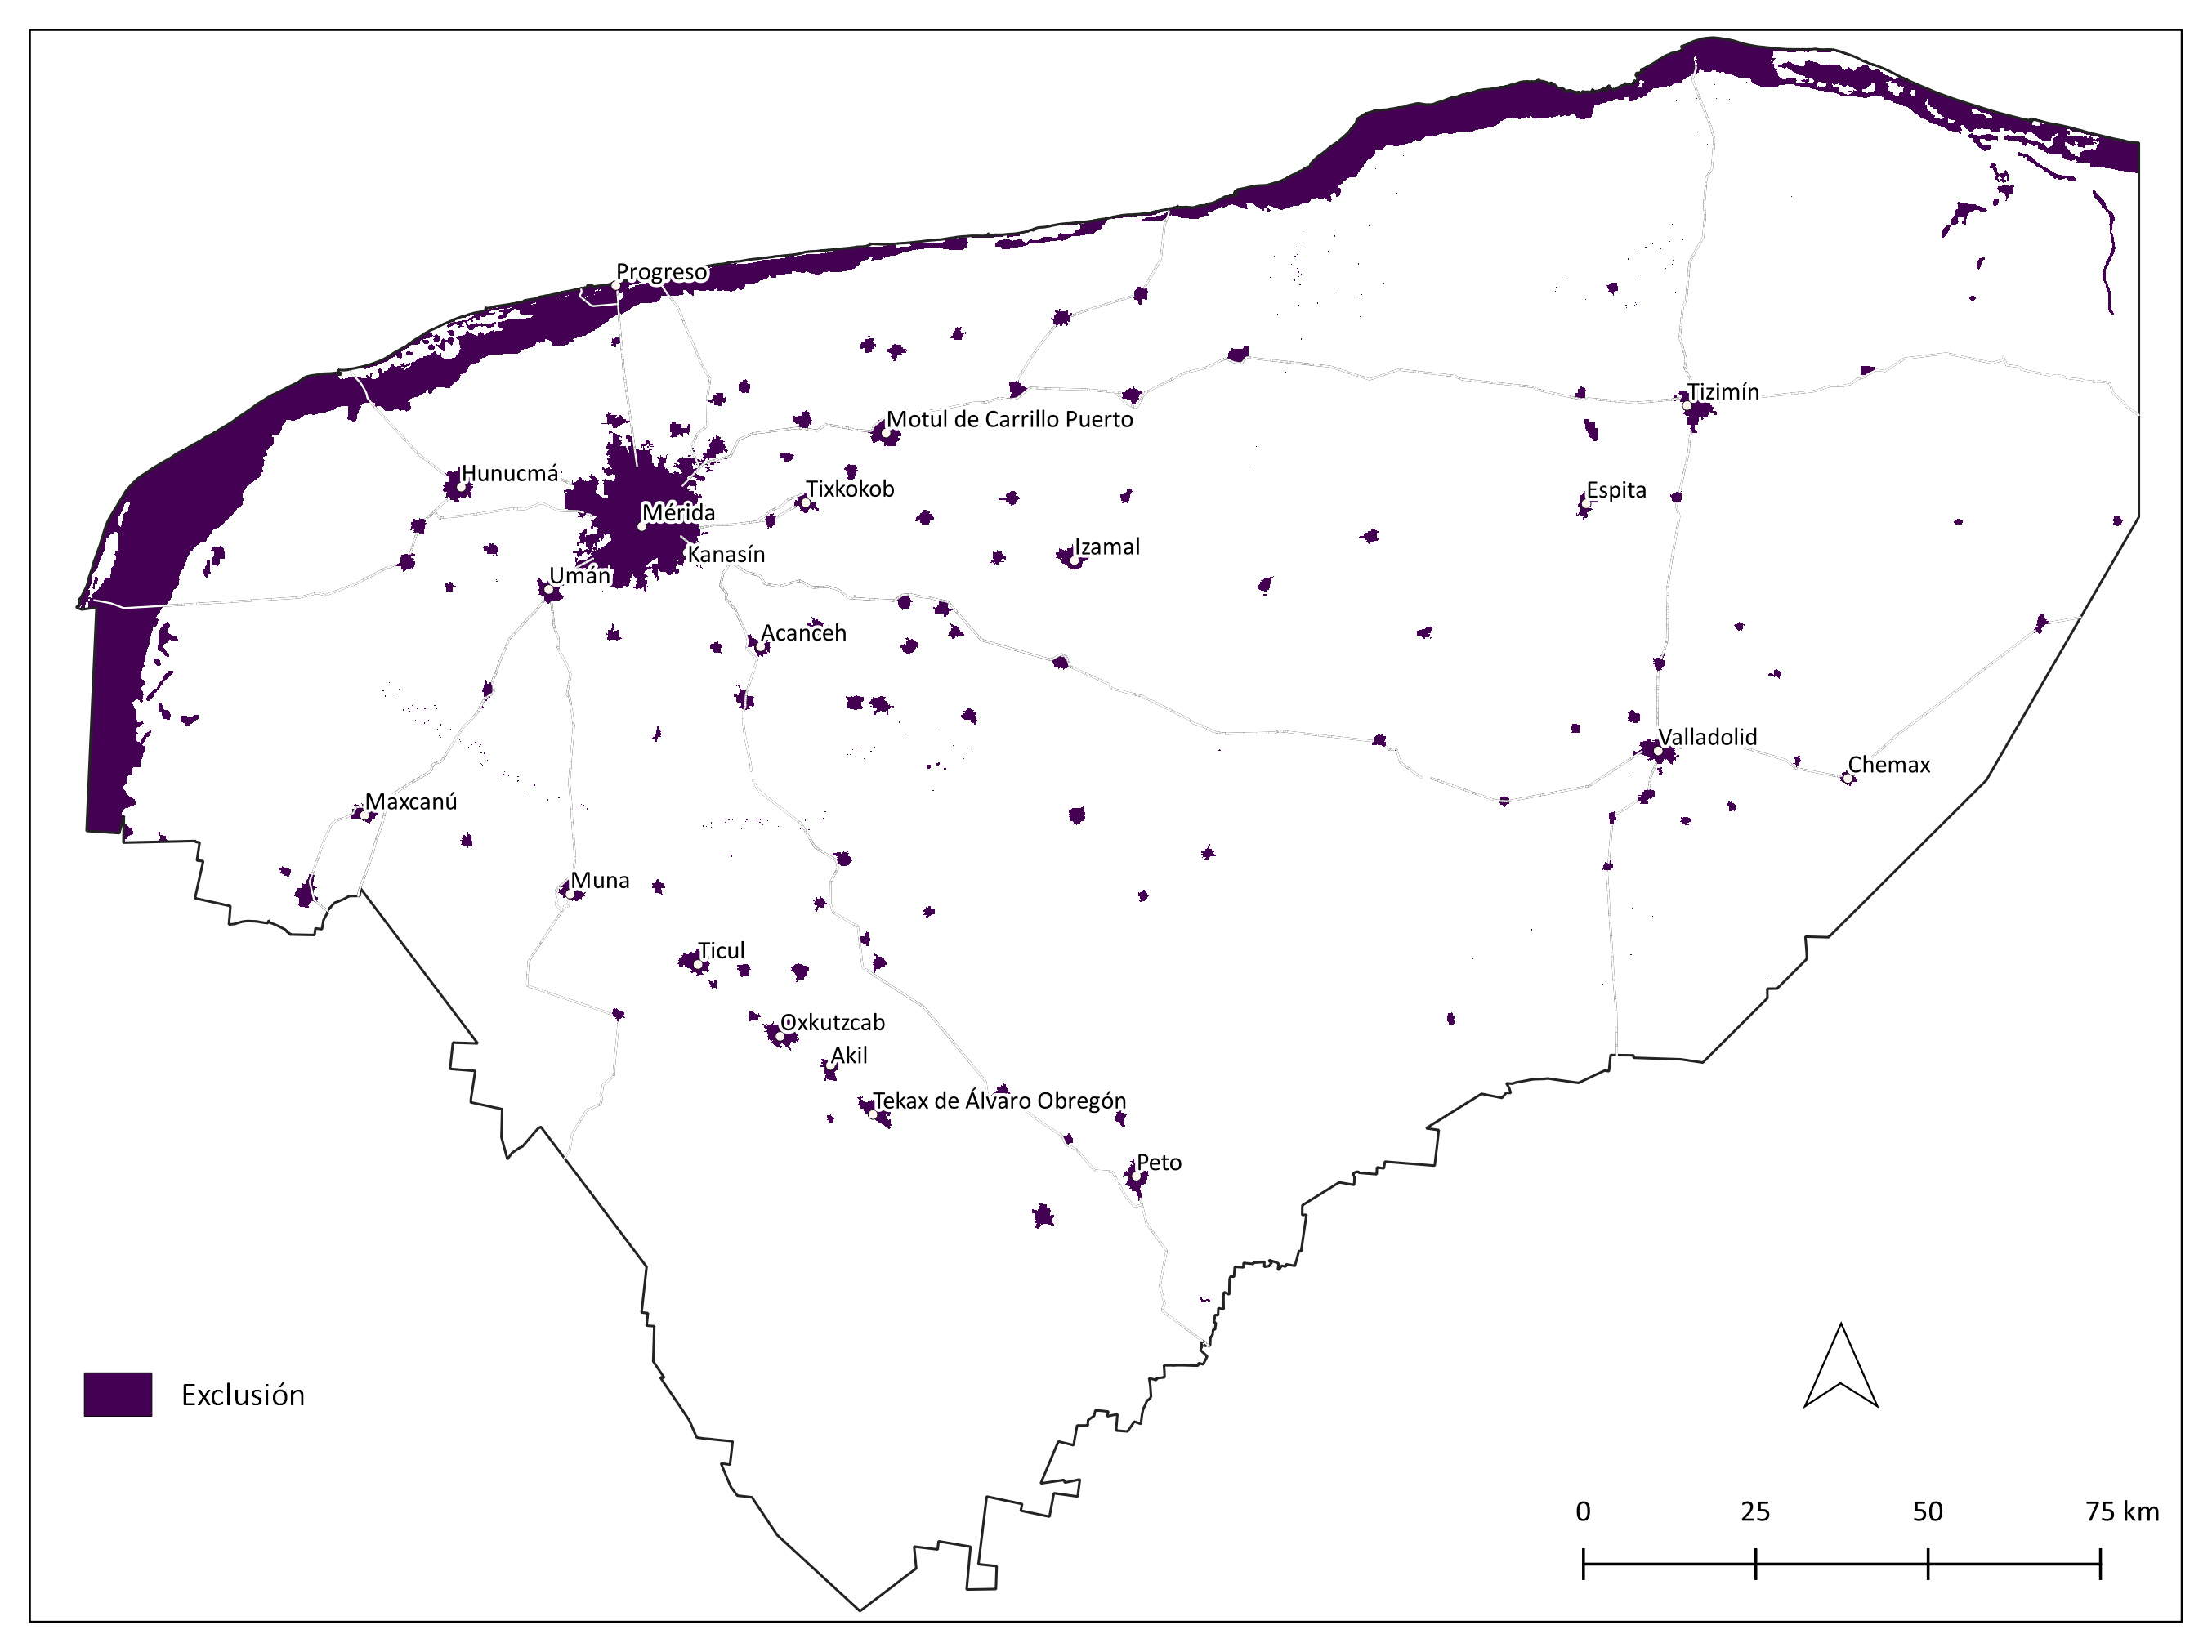 Progreso
Tizimín
Motul de Carrillo Puerto
Hunucmá
Tixkokob
Espita
Mérida
Izamal
Kanasín
Umán
Acanceh
Valladolid
Chemax
Maxcanú
Muna
Ticul
Oxkutzcab
Akil
Tekax de Álvaro Obregón
Peto
Exclusión
0 25 50 75 km